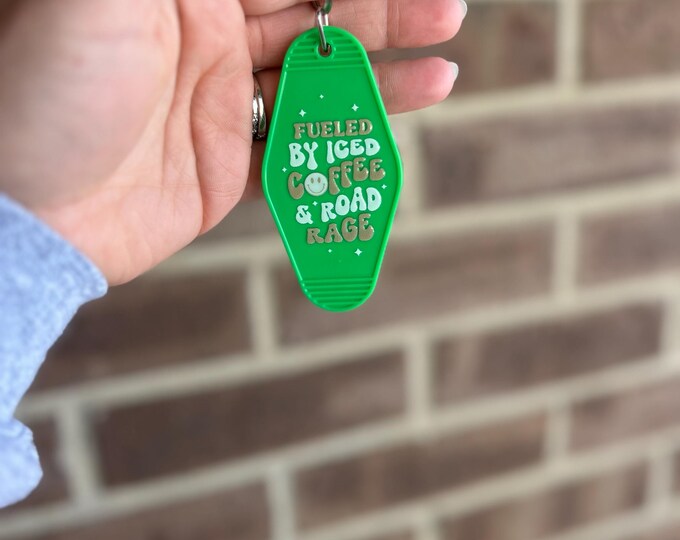 FUELED
BY ICED
COFFEE
& ROAD
RAGE